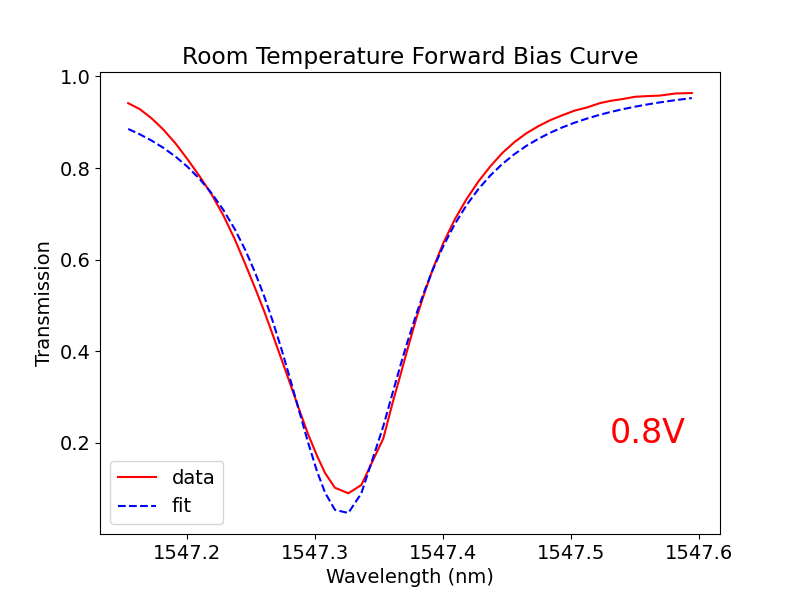 Room Temperature Forward Bias Curve
1.0
0.8
0.6
0.4
0.2
Transmission
0.8V
data
fit
1547.2 1547.3 1547.4 1547.5 1547.6
Wavelength (nm)